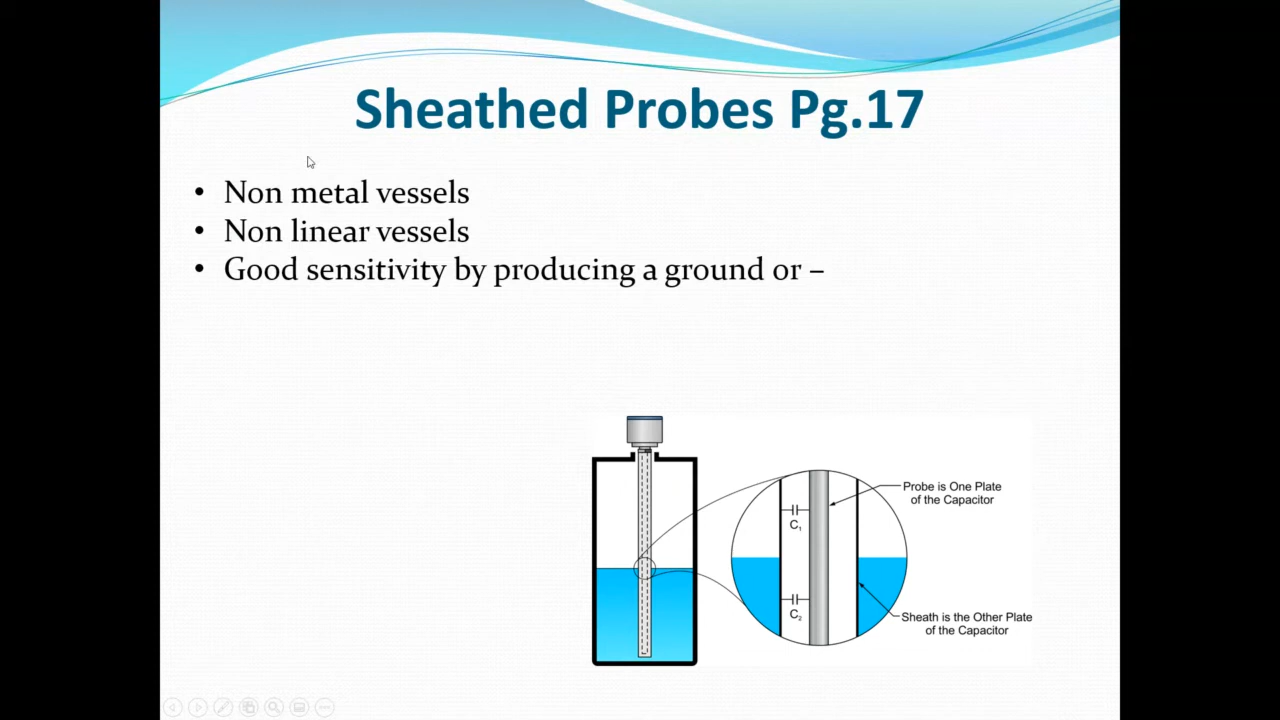 Sheathed Probes Pg.17
• Non metal vessels
• Non linear vessels
• Good sensitivity by producing a ground or –
Probe is One Plate
of the Capacitor
C₁
C₂
Sheath is the Other Plate
of the Capacitor